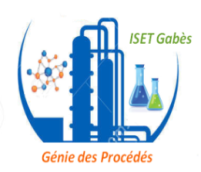 ISET Gabès
Génie des Procédés